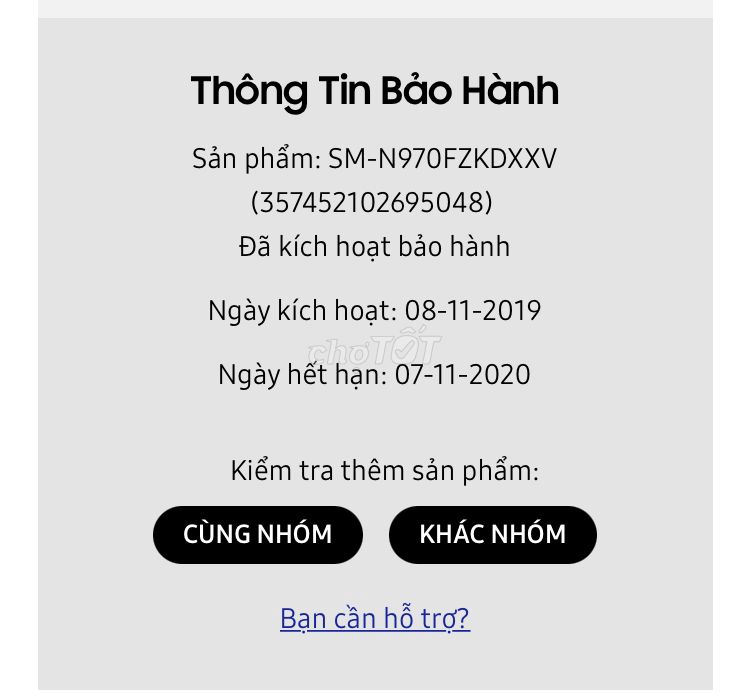 Thông Tin Bảo Hành
Sản phẩm: SM-N970FZKDXXV
(357452102695048)
Đã kích hoạt bảo hành
Ngày kích hoạt: 08-11-2019
chợTỐT
Ngày hết hạn: 07-11-2020
Kiểm tra thêm sản phẩm:
CÙNG NHÓM KHÁC NHÓM
Bạn cần hỗ trợ?